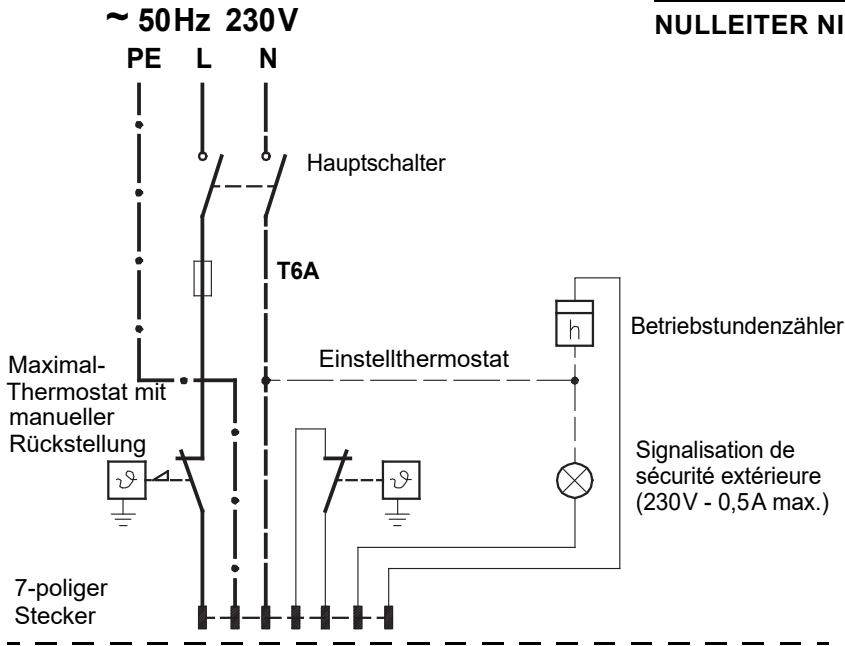 ~ 50Hz 230V
NULLEITER NI
PE L N
Hauptschalter
T6A
h
Betriebstundenzähler
Einstellthermostat
Maximal-
Thermostat mit
manueller
Rückstellung
ϑ
ϑ
Signalisation de
sécurité extérieure
(230V - 0,5A max.)
7-poliger
Stecker